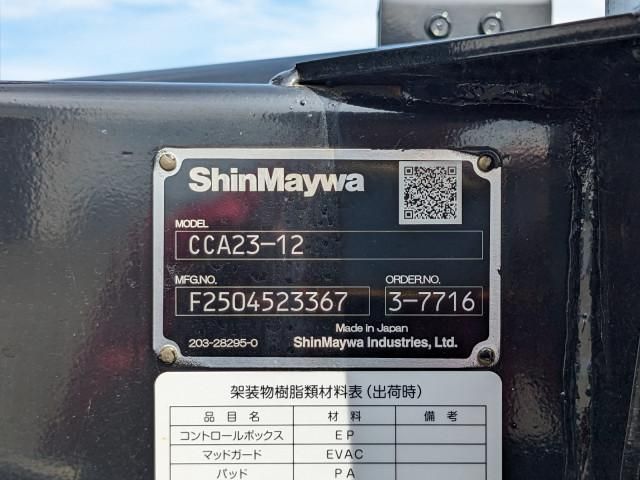 ShinMaywa
MODEL
CCA23-12
MFG.NO.
F2504523367
ORDER.NO.
3-7716
Made in Japan
203-28295-0
ShinMaywa Industries, Ltd.
架装物樹脂類材料表(出荷時)
品目名 材料 備考
コントロールボックス EP
マッドガード EVAC
パッド PA